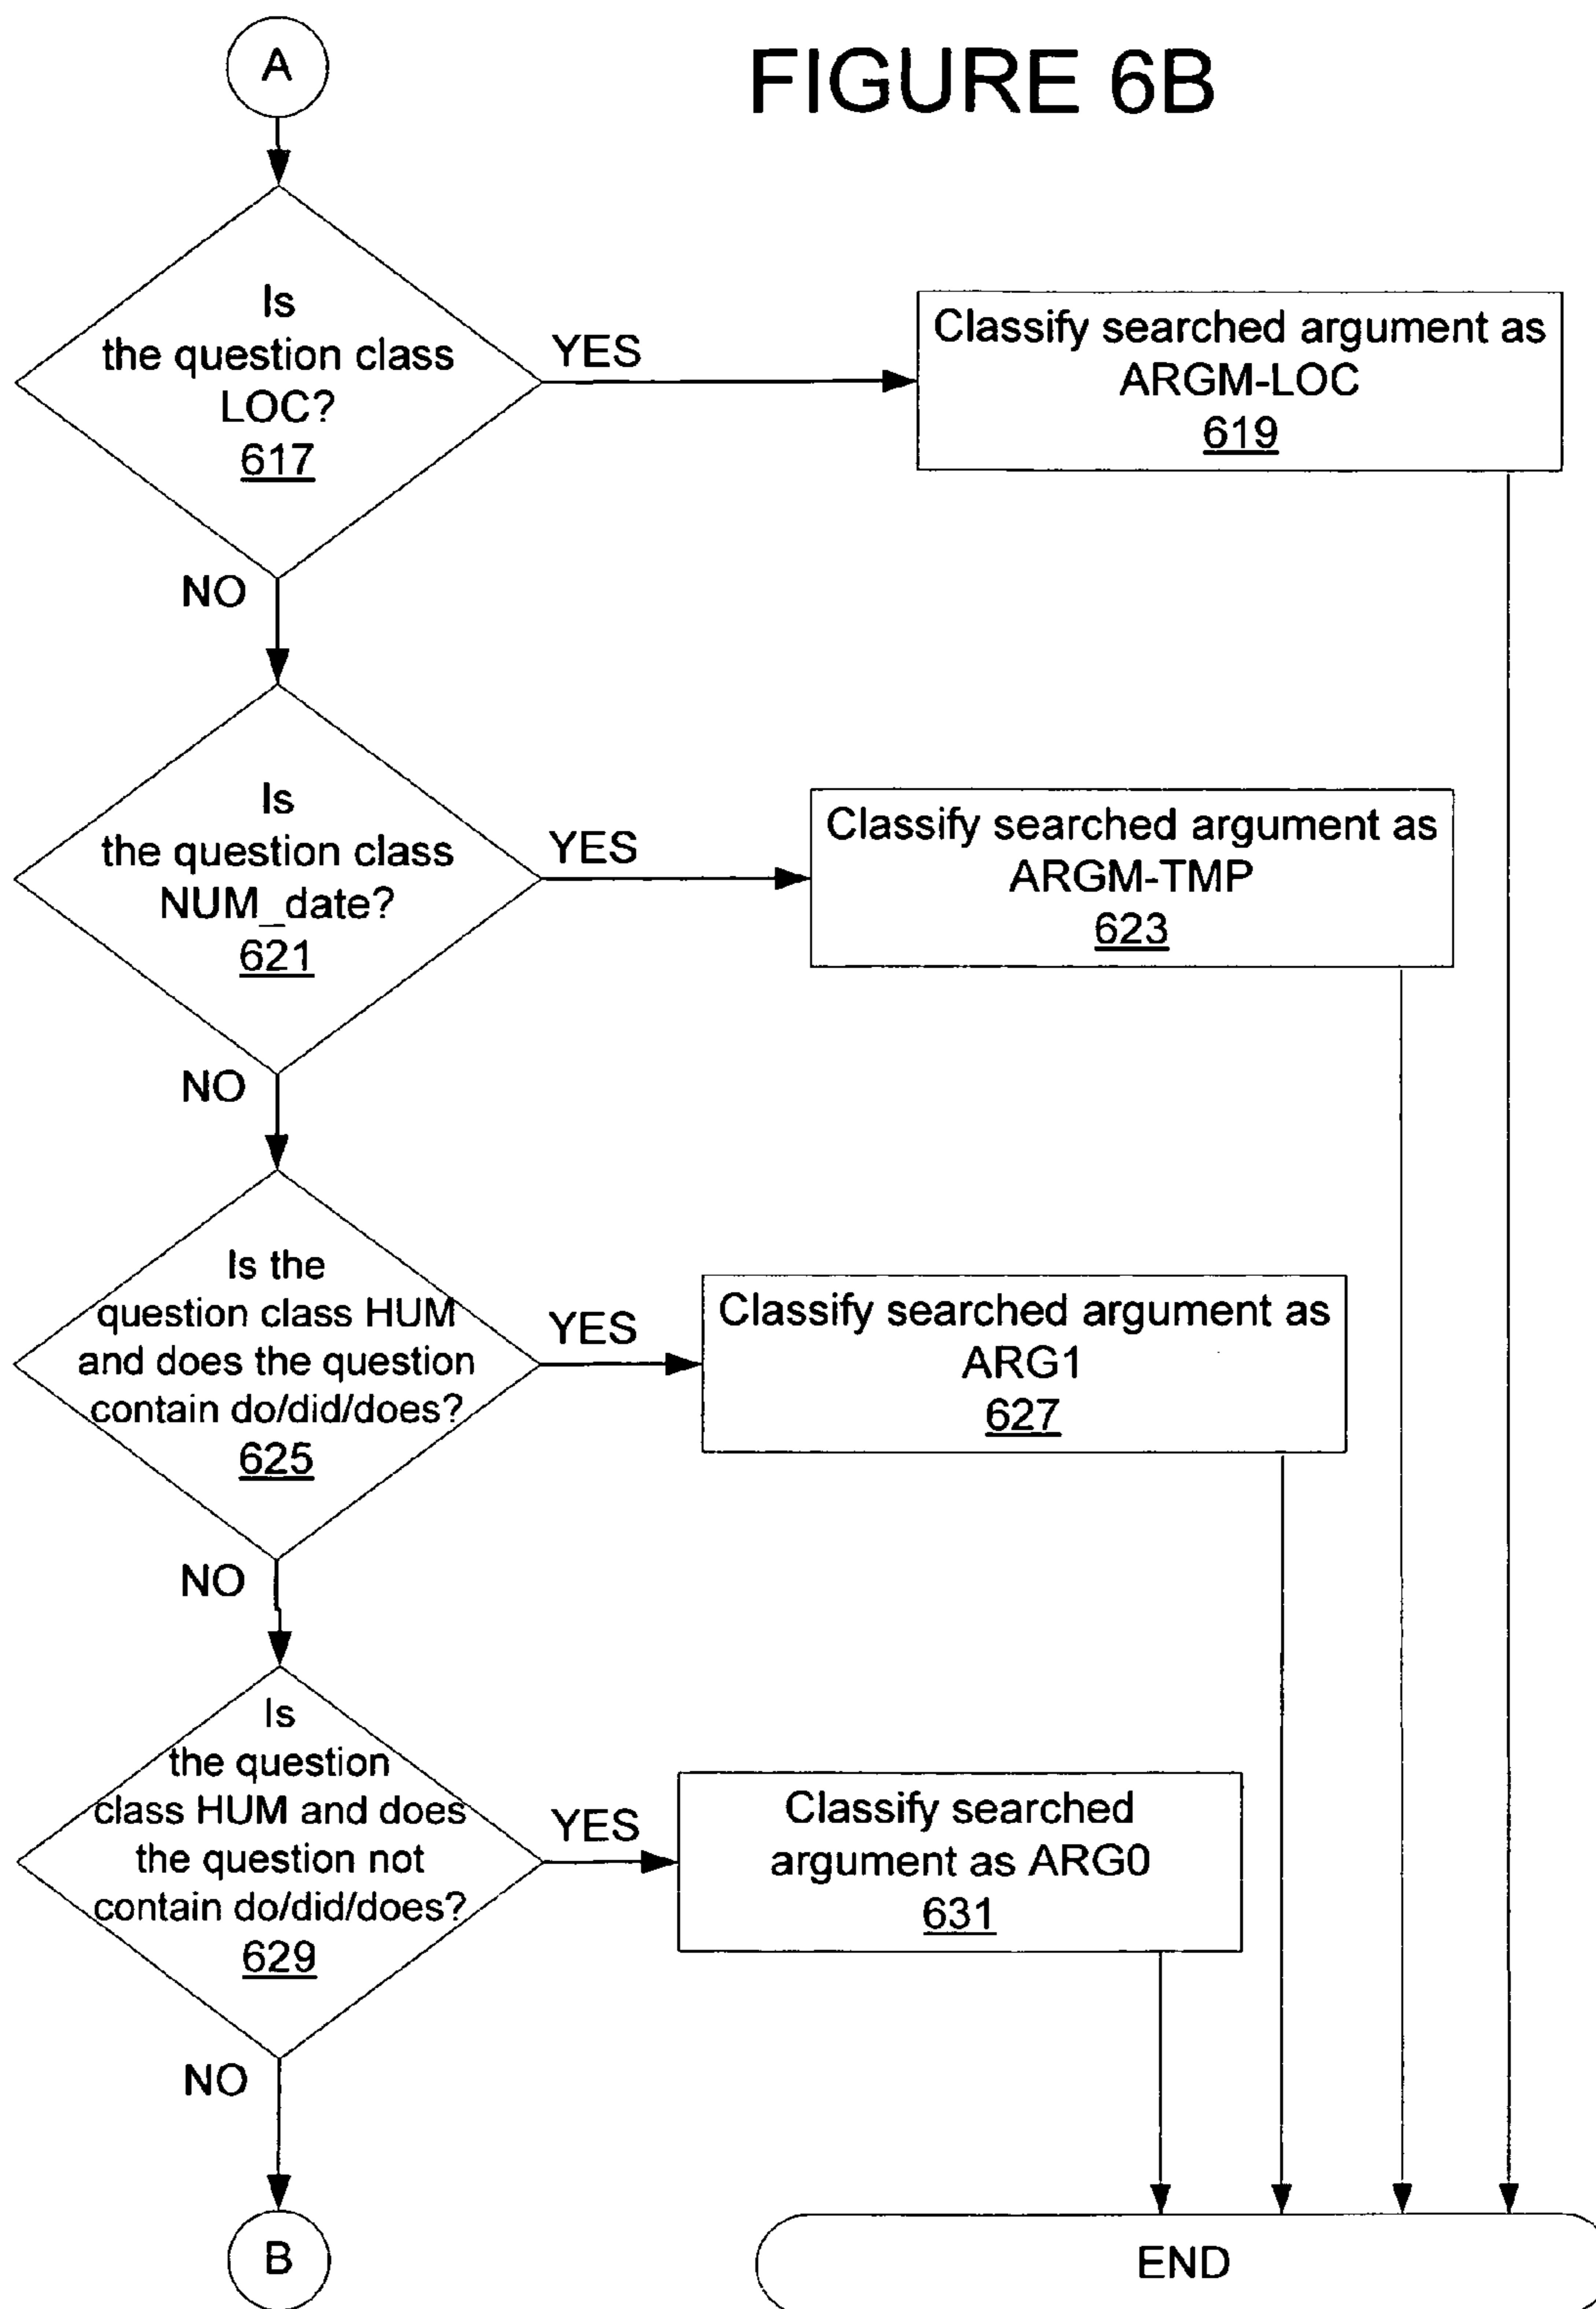 A
FIGURE 6B
Is
the question class
LOC?
617
YES
Classify searched argument as
ARGM-LOC
619
NO
Is
the question class
NUM_date?
621
YES
Classify searched argument as
ARGM-TMP
623
NO
Is the
question class HUM
and does the question
contain do/did/does?
625
YES
Classify searched argument as
ARG1
627
NO
Is
the question
class HUM and does
the question not
contain do/did/does?
629
YES
Classify searched
argument as ARG0
631
NO
B
END